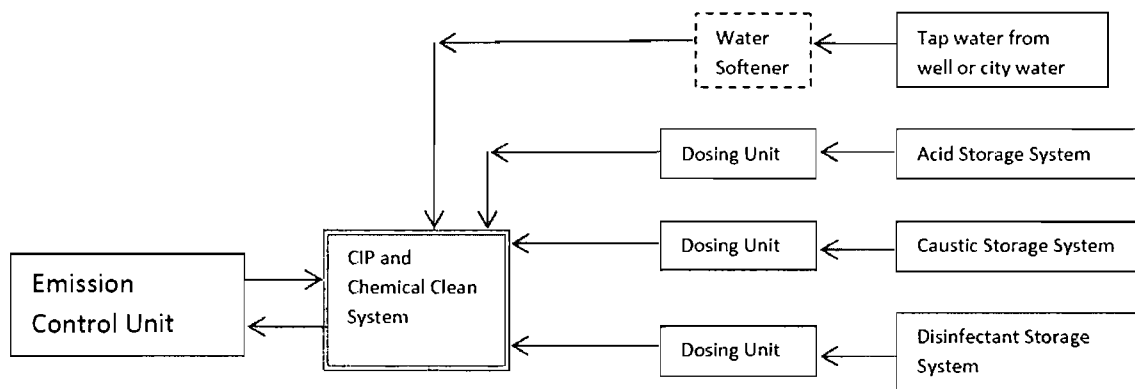 Water
Softener
Tap water from
well or city water
Dosing Unit
Acid Storage System
Dosing Unit
Caustic Storage System
CIP and
Chemical Clean
System
Emission
Control Unit
Dosing Unit
Disinfectant Storage
System